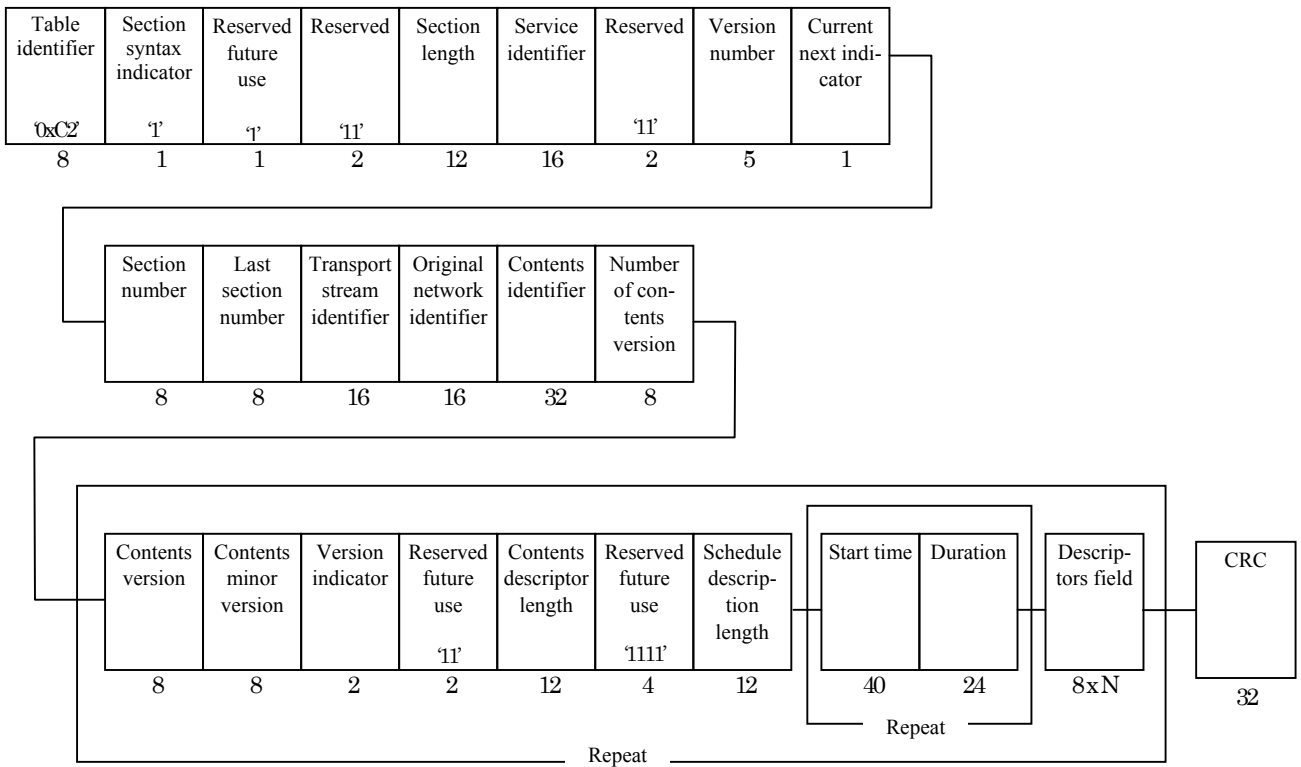 Table
identifier
‘0xC2’
8
Section
syntax
indicator
‘1’
1
Reserved
future
use
‘1’
1
Reserved
‘11’
2
Section
length
12
Service
identifier
16
Reserved
‘11’
2
Version
number
5
Current
next indi-
cator
1
Section
number
8
Last
section
number
8
Transport
stream
identifier
16
Original
network
identifier
16
Contents
identifier
32
Number
of con-
tents
version
8
Contents
version
8
Contents
minor
version
8
Version
indicator
2
Reserved
future
use
‘11’
2
Contents
descriptor
length
12
Reserved
future
use
‘1111’
4
Schedule
descrip-
tion
length
12
Start time
40
Duration
24
Repeat
Descrip-
tors field
8xN
Repeat
CRC
32